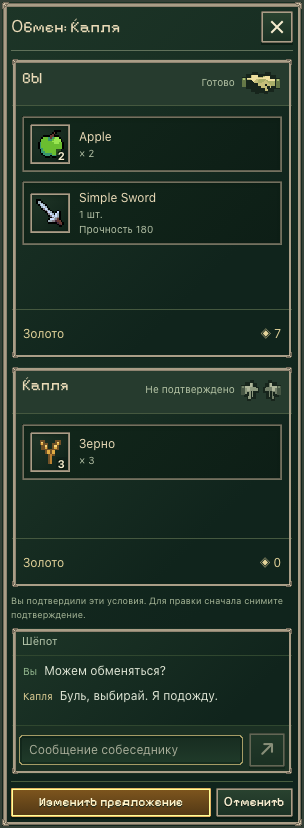 Обмен: Капля
Вы
Готово
2
Apple
× 2
Simple Sword
1 шт.
Прочность 180
Золото
7
Капля
Не подтверждено
3
Зерно
× 3
Золото
0
Вы подтвердили эти условия. Для правки сначала снимите
подтверждение.
Шёпот
Вы Можем обменяться?
Капля Буль, выбирай. Я подожду.
Сообщение собеседнику
Изменить предложение
Отменить